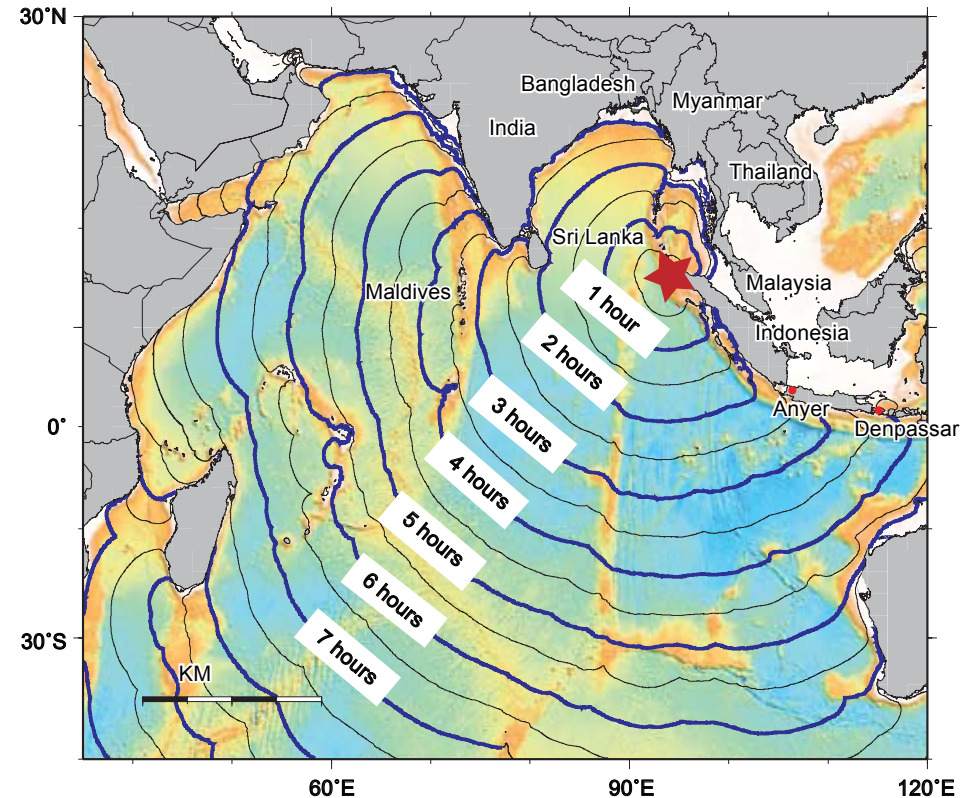 30°N
Bangladesh
Myanmar
India
Thailand
Sri Lanka
Maldives
Malaysia
1 hour
Indonesia
2 hours
Anyer
3 hours
0°
Denpassar
4 hours
5 hours
6 hours
30°S
7 hours
KM
60°E
90°E
120°E